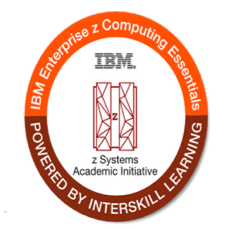 IBM Enterprise z Computing Essentials
IBM
z
z Systems
Academic Initiative
POWERED BY INTERSKILL LEARNING